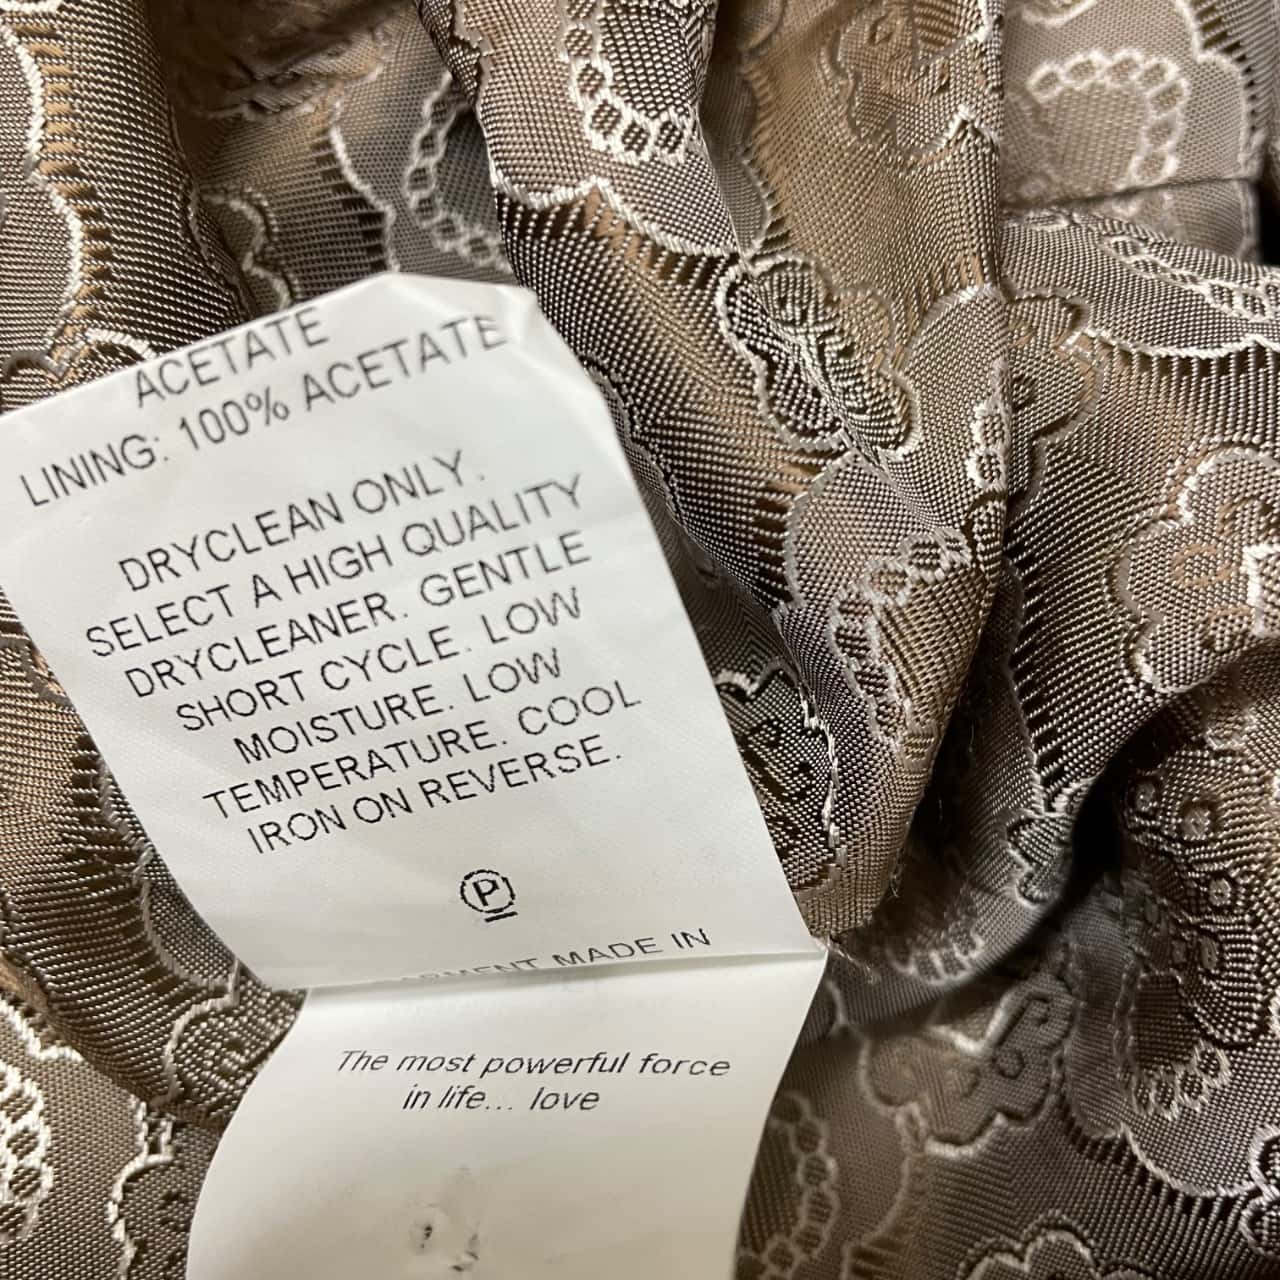 ACETATE
LINING: 100% ACETATE
DRYCLEAN ONLY.
SELECT A HIGH QUALITY
DRYCLEANER. GENTLE
SHORT CYCLE. LOW
MOISTURE. LOW
TEMPERATURE. COOL
IRON ON REVERSE.
P
MADE IN
The most powerful force
in life... love